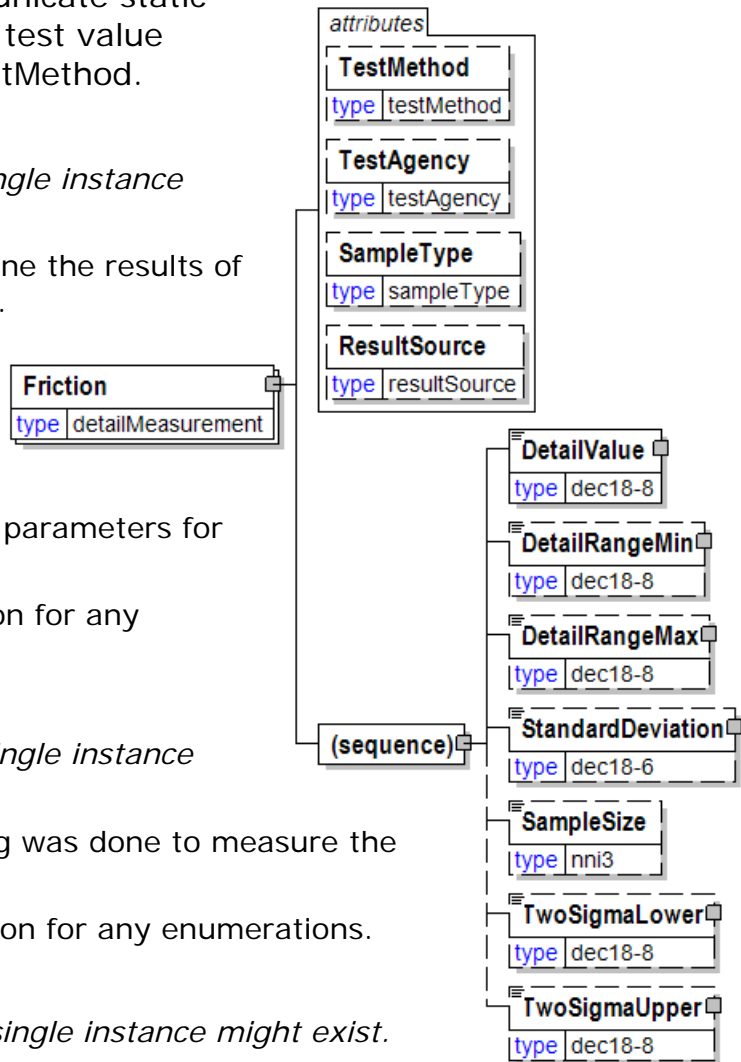 unicate static
test value
tMethod.
ngle instance
ne the results of
.
parameters for
on for any
ingle instance
g was done to measure the
on for any enumerations.
single instance might exist.
attributes
TestMethod
type testMethod
TestAgency
type testAgency
SampleType
type sampleType
ResultSource
type resultSource
Friction
type detailMeasurement
(sequence)
DetailValue
type dec18-8
DetailRangeMin
type dec18-8
DetailRangeMax
type dec18-8
StandardDeviation
type dec18-6
SampleSize
type nni3
TwoSigmaLower
type dec18-8
TwoSigmaUpper
type dec18-8